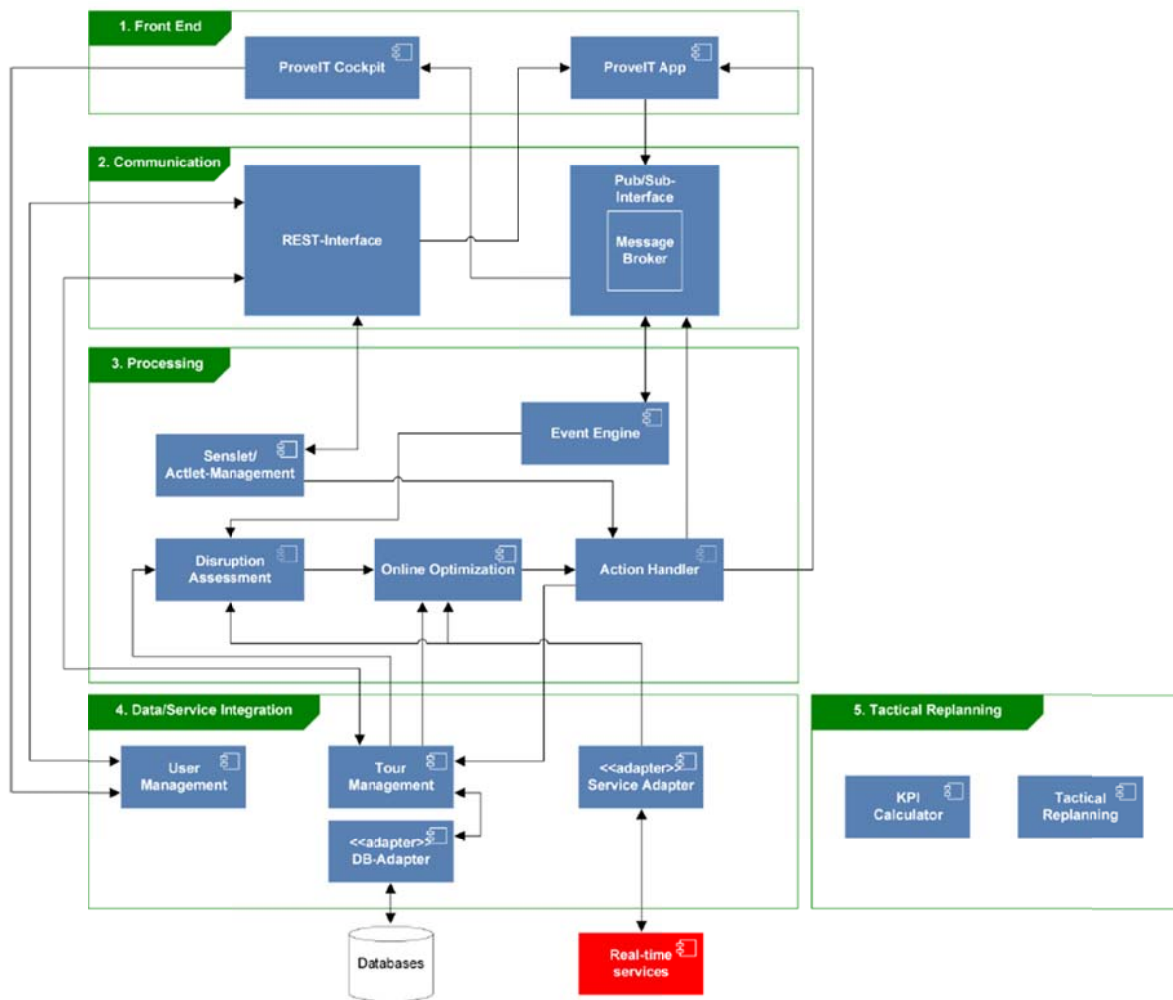 1. Front End
ProveIT Cockpit
ProveIT App
2. Communication
REST-Interface
Pub/Sub-
Interface
Message
Broker
3. Processing
Event Engine
Senslet/
Actlet-Management
Disruption
Assessment
Online Optimization
Action Handler
4. Data/Service Integration
5. Tactical Replanning
User
Management
Tour
Management
<<adapter>>
Service Adapter
KPI
Calculator
Tactical
Replanning
<<adapter>>
DB-Adapter
Databases
Real-time
services